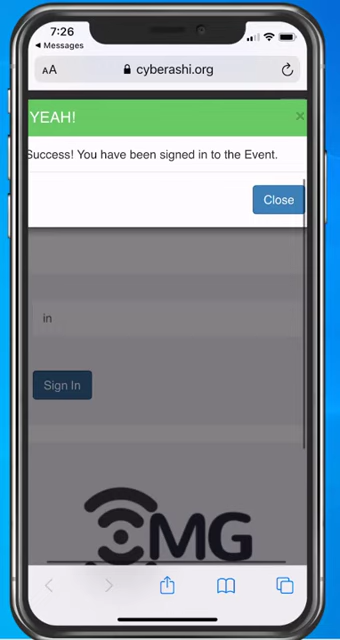 7:26
◀ Messages
AA
cyberashi.org
YEAH!
×
Success! You have been signed in to the Event.
Close
in
Sign In
OMG